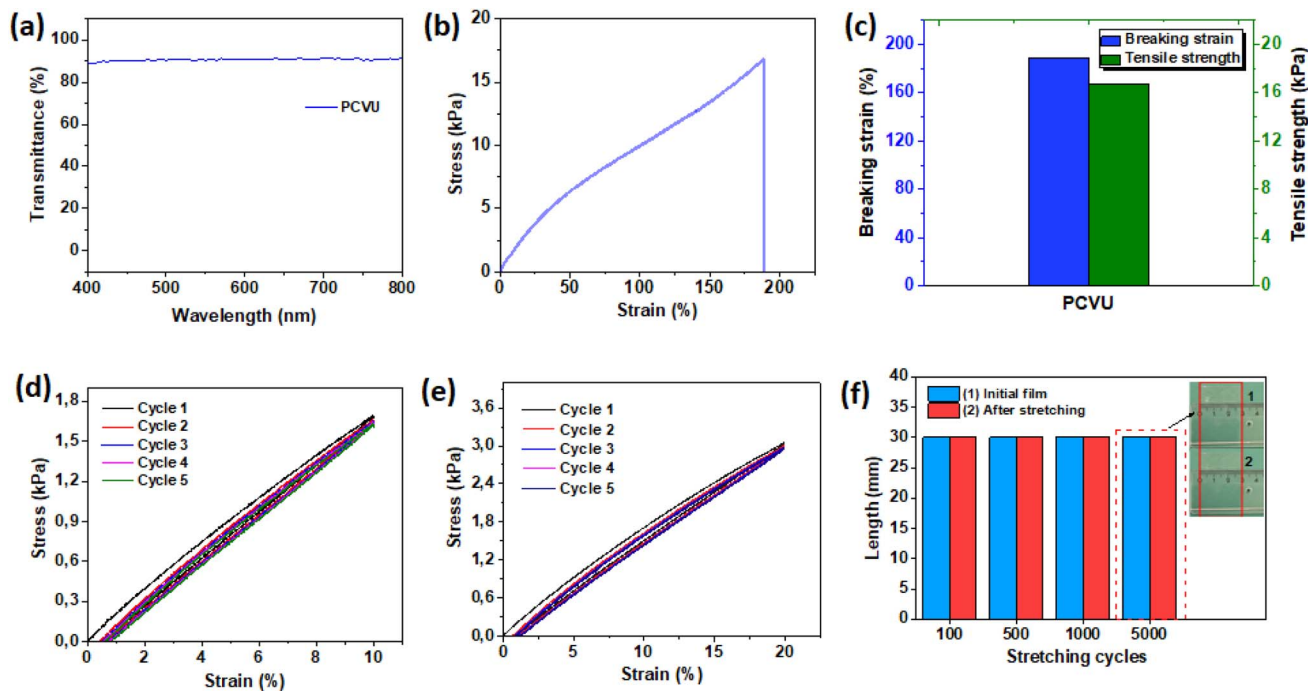 (a)
Transmittance (%)
100
80
60
40
20
0
PCVU
400 500 600 700 800
Wavelength (nm)
(b)
Stress (kPa)
20
15
10
5
0
0 50 100 150 200
Strain (%)
(c)
Breaking strain (%)
200
160
120
80
40
0
Breaking strain
Tensile strength
20
16
12
8
4
0
Tensile strength (kPa)
PCVU
(d)
Stress (kPa)
1,8
1,5
1,2
0,9
0,6
0,3
0,0
Cycle 1
Cycle 2
Cycle 3
Cycle 4
Cycle 5
0 2 4 6 8 10
Strain (%)
(e)
Stress (kPa)
3,6
3,0
2,4
1,8
1,2
0,6
0,0
Cycle 1
Cycle 2
Cycle 3
Cycle 4
Cycle 5
0 5 10 15 20
Strain (%)
(f)
Length (mm)
40
35
30
25
20
15
10
5
0
(1) Initial film
(2) After stretching
1
2
100 500 1000 5000
Stretching cycles